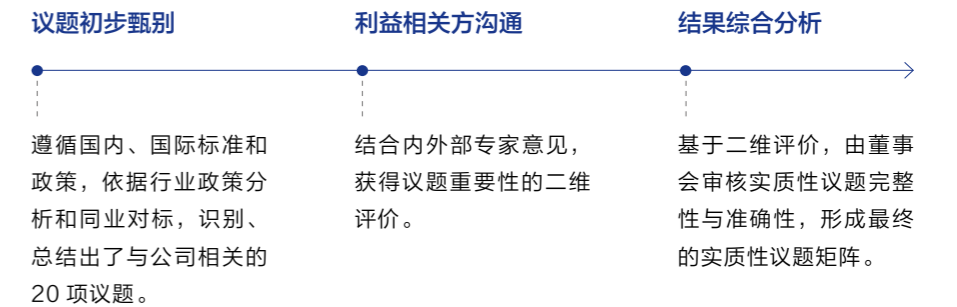 议题初步甄别
利益相关方沟通
结果综合分析
遵循国内、国际标准和
政策，依据行业政策分
析和同业对标，识别、
总结出了与公司相关的
20 项议题。
结合内外部专家意见，
获得议题重要性的二维
评价。
基于二维评价，由董事
会审核实质性议题完整
性与准确性，形成最终
的实质性议题矩阵。